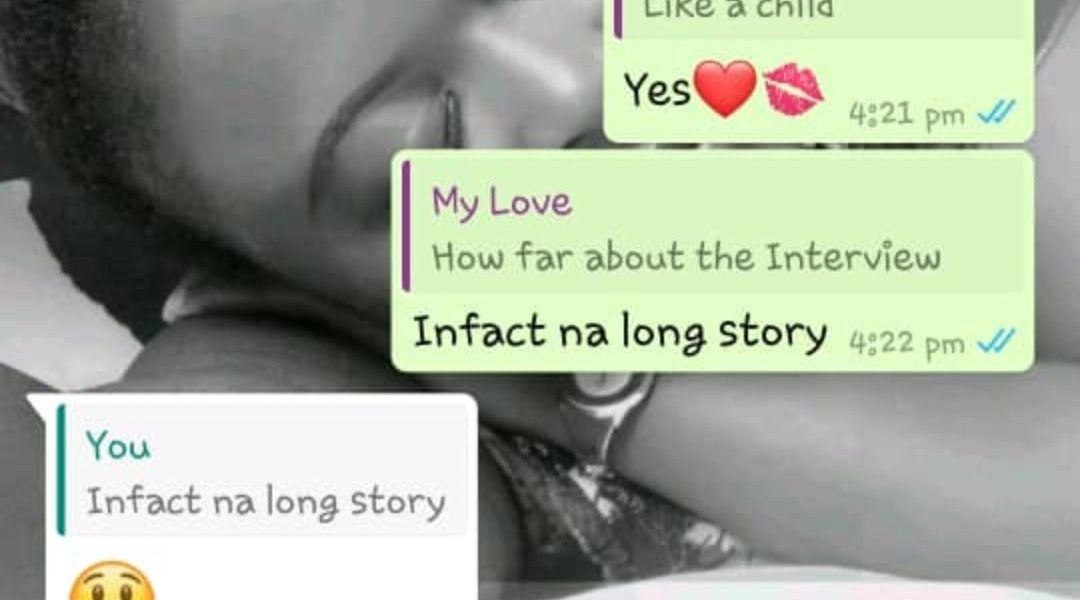 Like a child
Yes❤️💋 4:21 pm
My Love
How far about the Interview
Infact na long story 4:22 pm
You
Infact na long story